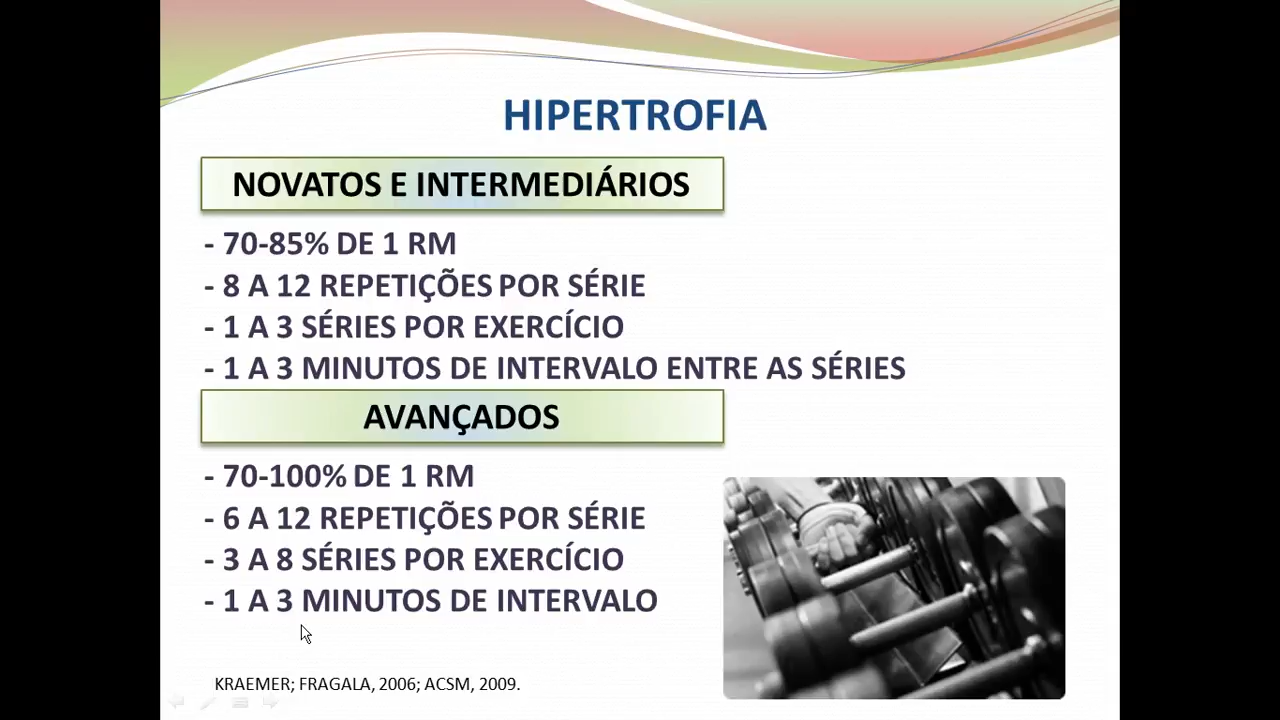 HIPERTROFIA
NOVATOS E INTERMEDIÁRIOS
- 70-85% DE 1 RM
- 8 A 12 REPETIÇÕES POR SÉRIE
- 1 A 3 SÉRIES POR EXERCÍCIO
- 1 A 3 MINUTOS DE INTERVALO ENTRE AS SÉRIES
AVANÇADOS
- 70-100% DE 1 RM
- 6 A 12 REPETIÇÕES POR SÉRIE
- 3 A 8 SÉRIES POR EXERCÍCIO
- 1 A 3 MINUTOS DE INTERVALO
KRAEMER; FRAGALA, 2006; ACSM, 2009.